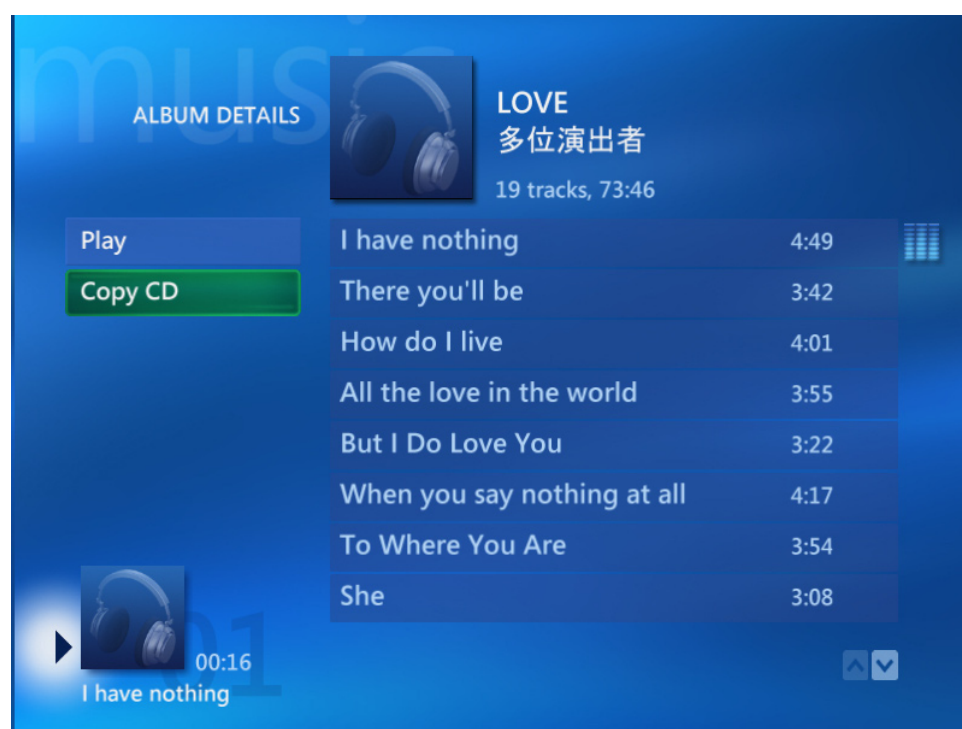 music
ALBUM DETAILS
LOVE
多位演出者
19 tracks, 73:46
Play
Copy CD
I have nothing 4:49
There you'll be 3:42
How do I live 4:01
All the love in the world 3:55
But I Do Love You 3:22
When you say nothing at all 4:17
To Where You Are 3:54
She 3:08
01
00:16
I have nothing